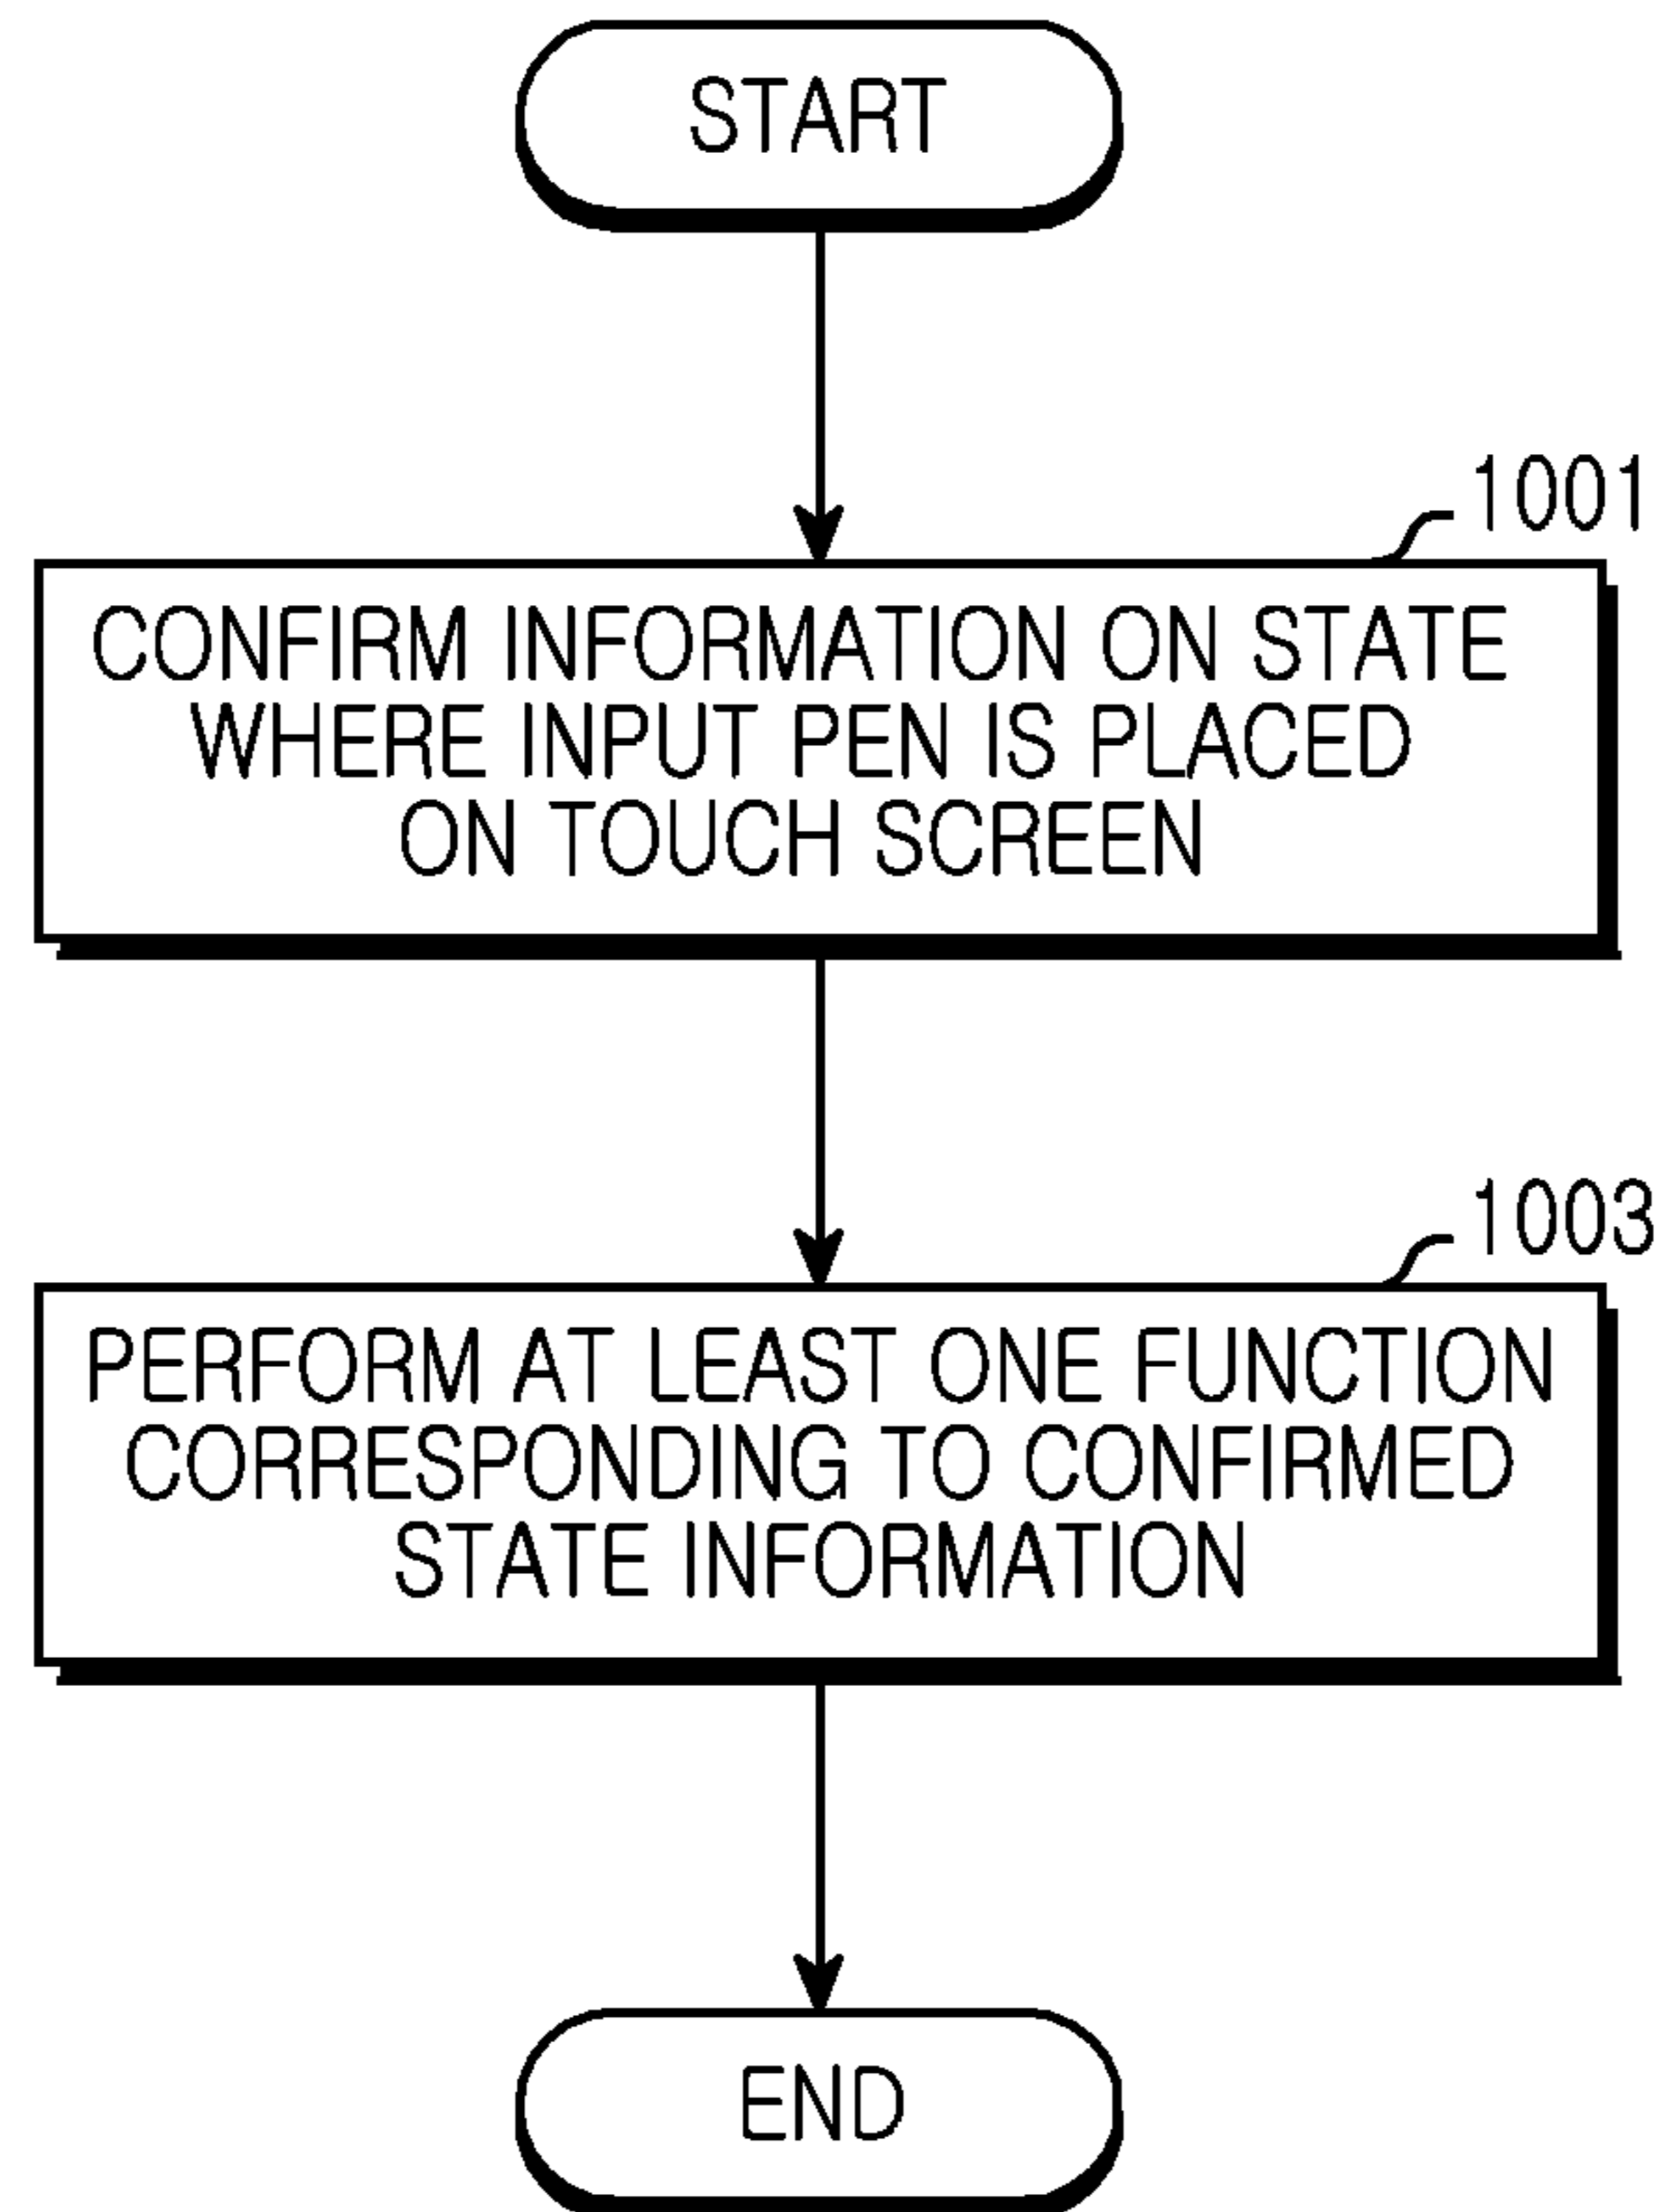 START
1001
CONFIRM INFORMATION ON STATE
WHERE INPUT PEN IS PLACED
ON TOUCH SCREEN
1003
PERFORM AT LEAST ONE FUNCTION
CORRESPONDING TO CONFIRMED
STATE INFORMATION
END